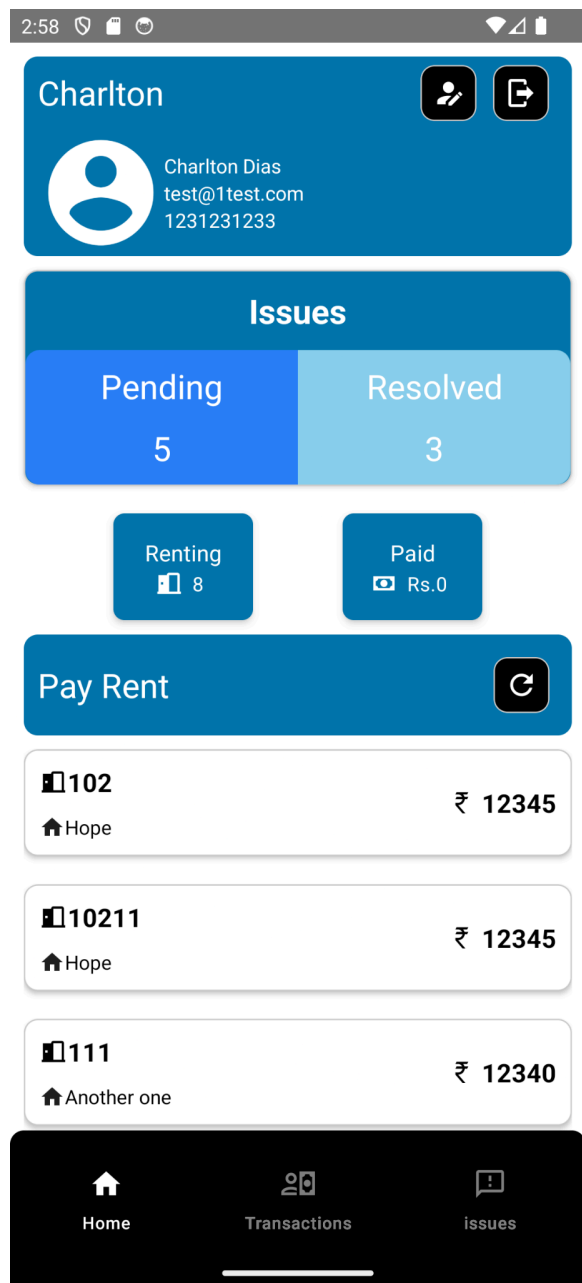 2:58
Charlton
Charlton Dias
test@1test.com
1231231233
Issues
Pending
Resolved
5
3
Renting
8
Paid
Rs.0
Pay Rent
102
₹ 12345
Hope
10211
₹ 12345
Hope
111
₹ 12340
Another one
Home
Transactions
issues